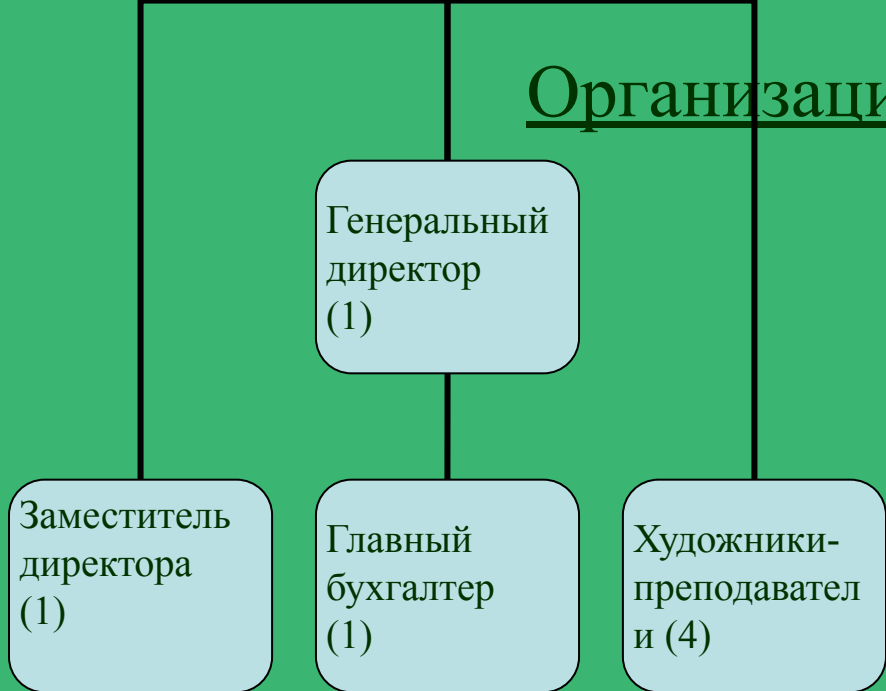 Организаци
Генеральный
директор
(1)
Заместитель
директора
(1)
Главный
бухгалтер
(1)
Художники-
преподавател
и (4)